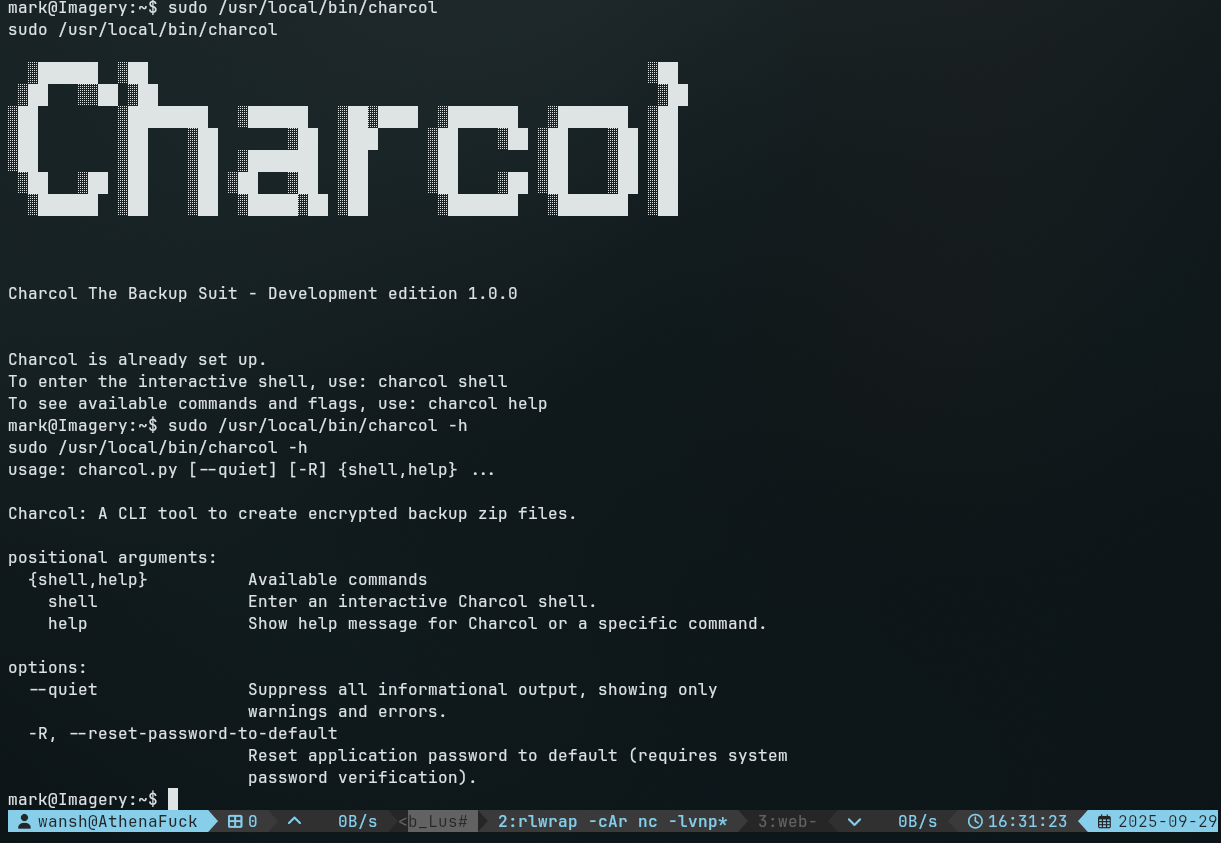 mark@Imagery:~$ sudo /usr/local/bin/charcol
sudo /usr/local/bin/charcol
Charcol
Charcol The Backup Suit - Development edition 1.0.0
Charcol is already set up.
To enter the interactive shell, use: charcol shell
To see available commands and flags, use: charcol help
mark@Imagery:~$ sudo /usr/local/bin/charcol -h
sudo /usr/local/bin/charcol -h
usage: charcol.py [--quiet] [-R] {shell,help} ...
Charcol: A CLI tool to create encrypted backup zip files.
positional arguments:
  {shell,help}          Available commands
    shell               Enter an interactive Charcol shell.
    help                Show help message for Charcol or a specific command.
options:
  --quiet               Suppress all informational output, showing only
                        warnings and errors.
  -R, --reset-password-to-default
                        Reset application password to default (requires system
                        password verification).
mark@Imagery:~$
wansh@AthenaFuck 0 0B/s <b_Lus# 2:rlwrap -cAr nc -lvnp* 3:web- 0B/s 16:31:23 2025-09-29